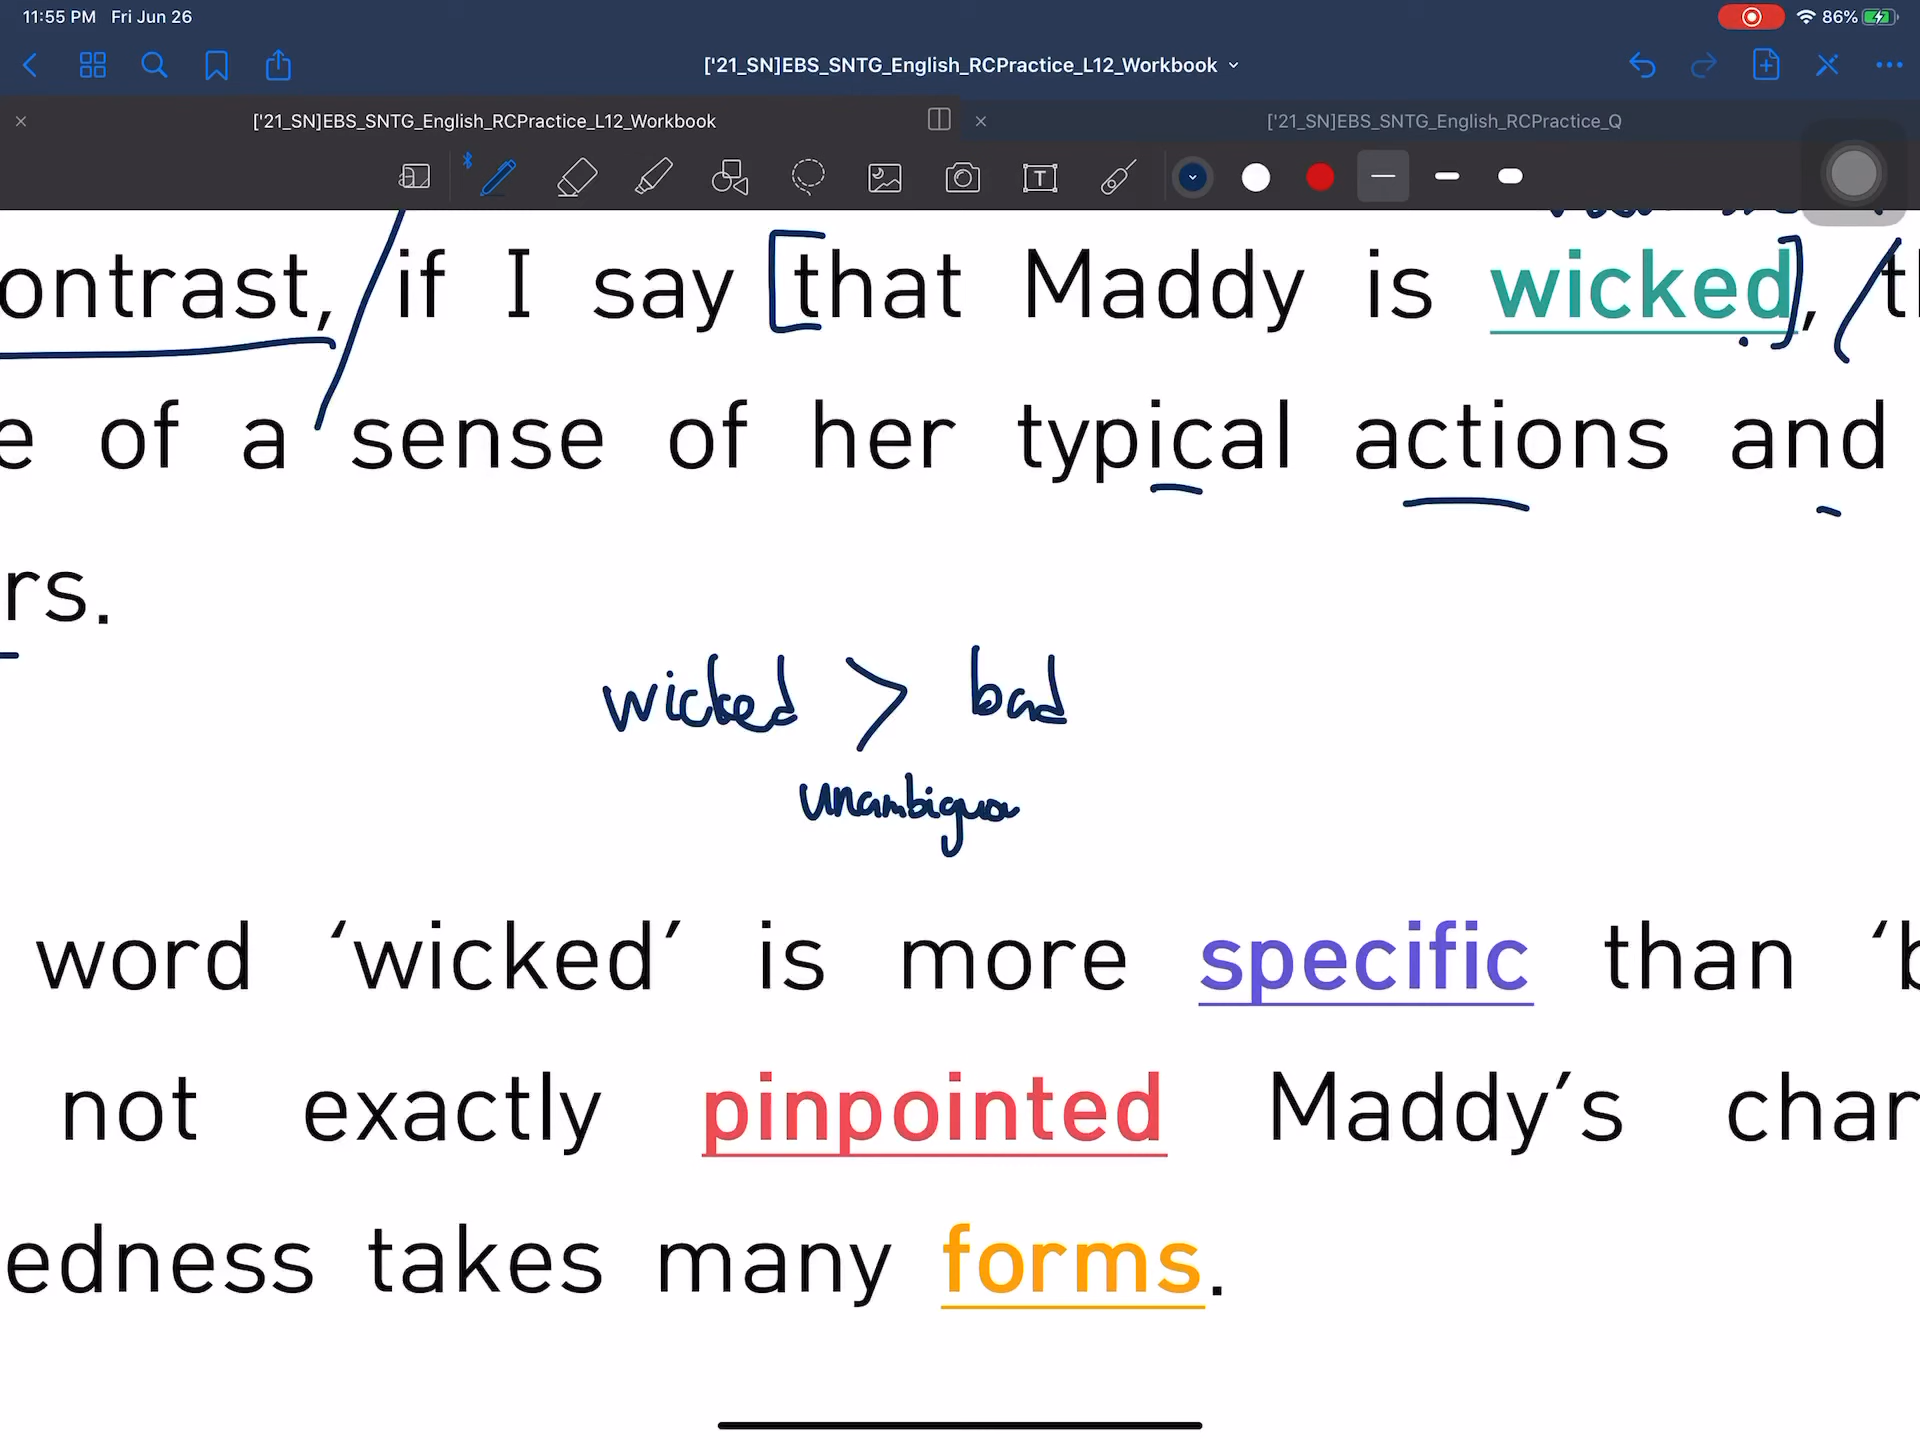 11:55 PM Fri Jun 26
86%
['21_SN]EBS_SNTG_English_RCPractice_L12_Workbook
['21_SN]EBS_SNTG_English_RCPractice_L12_Workbook
['21_SN]EBS_SNTG_English_RCPractice_Q
ontrast, if I say [that Maddy is wicked], th
e of a sense of her typical actions and
rs.
wicked > bad
unambiguou
word ‘wicked’ is more specific than ‘b
not exactly pinpointed Maddy’s char
edness takes many forms.